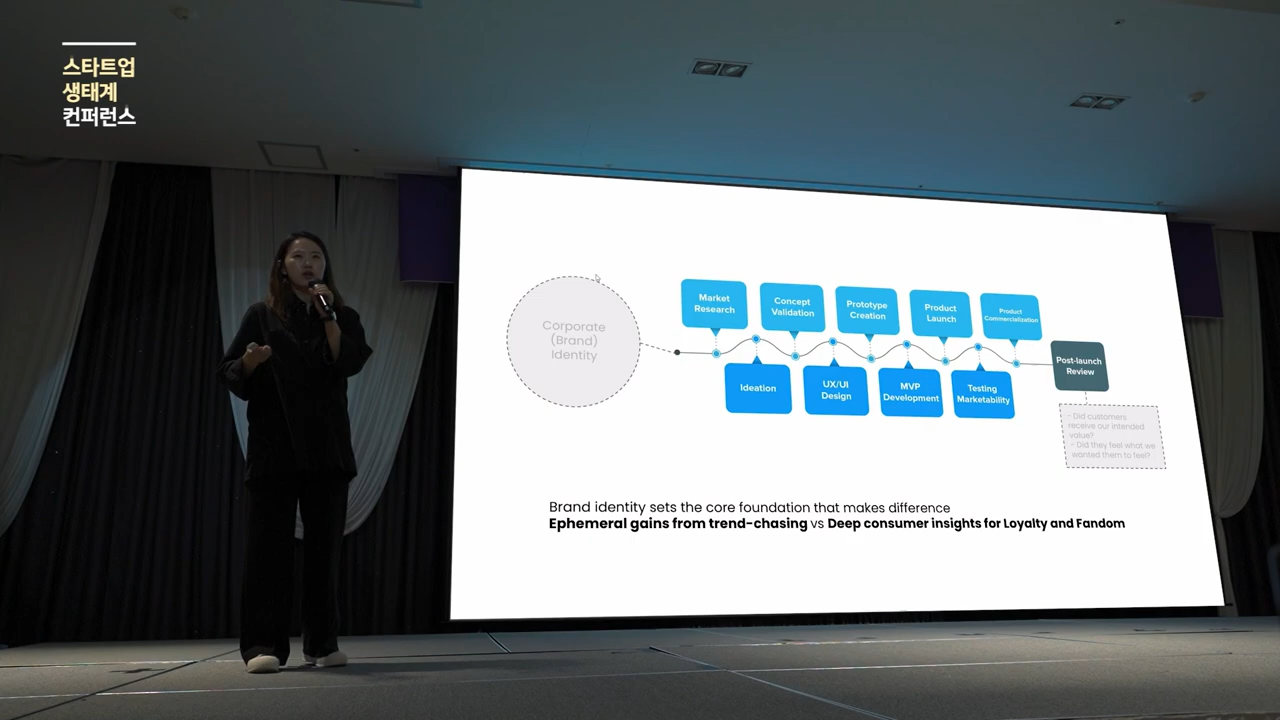 스타트업
생태계
컨퍼런스
Corporate
(Brand)
Identity
Market
Research
Concept
Validation
Prototype
Creation
Product
Launch
Product
Commercialization
Ideation
UX/UI
Design
MVP
Development
Testing
Marketability
Post-launch
Review
- Did customers
receive our intended
value?
- Did they feel what we
wanted them to feel?
Brand identity sets the core foundation that makes difference
Ephemeral gains from trend-chasing vs Deep consumer insights for Loyalty and Fandom